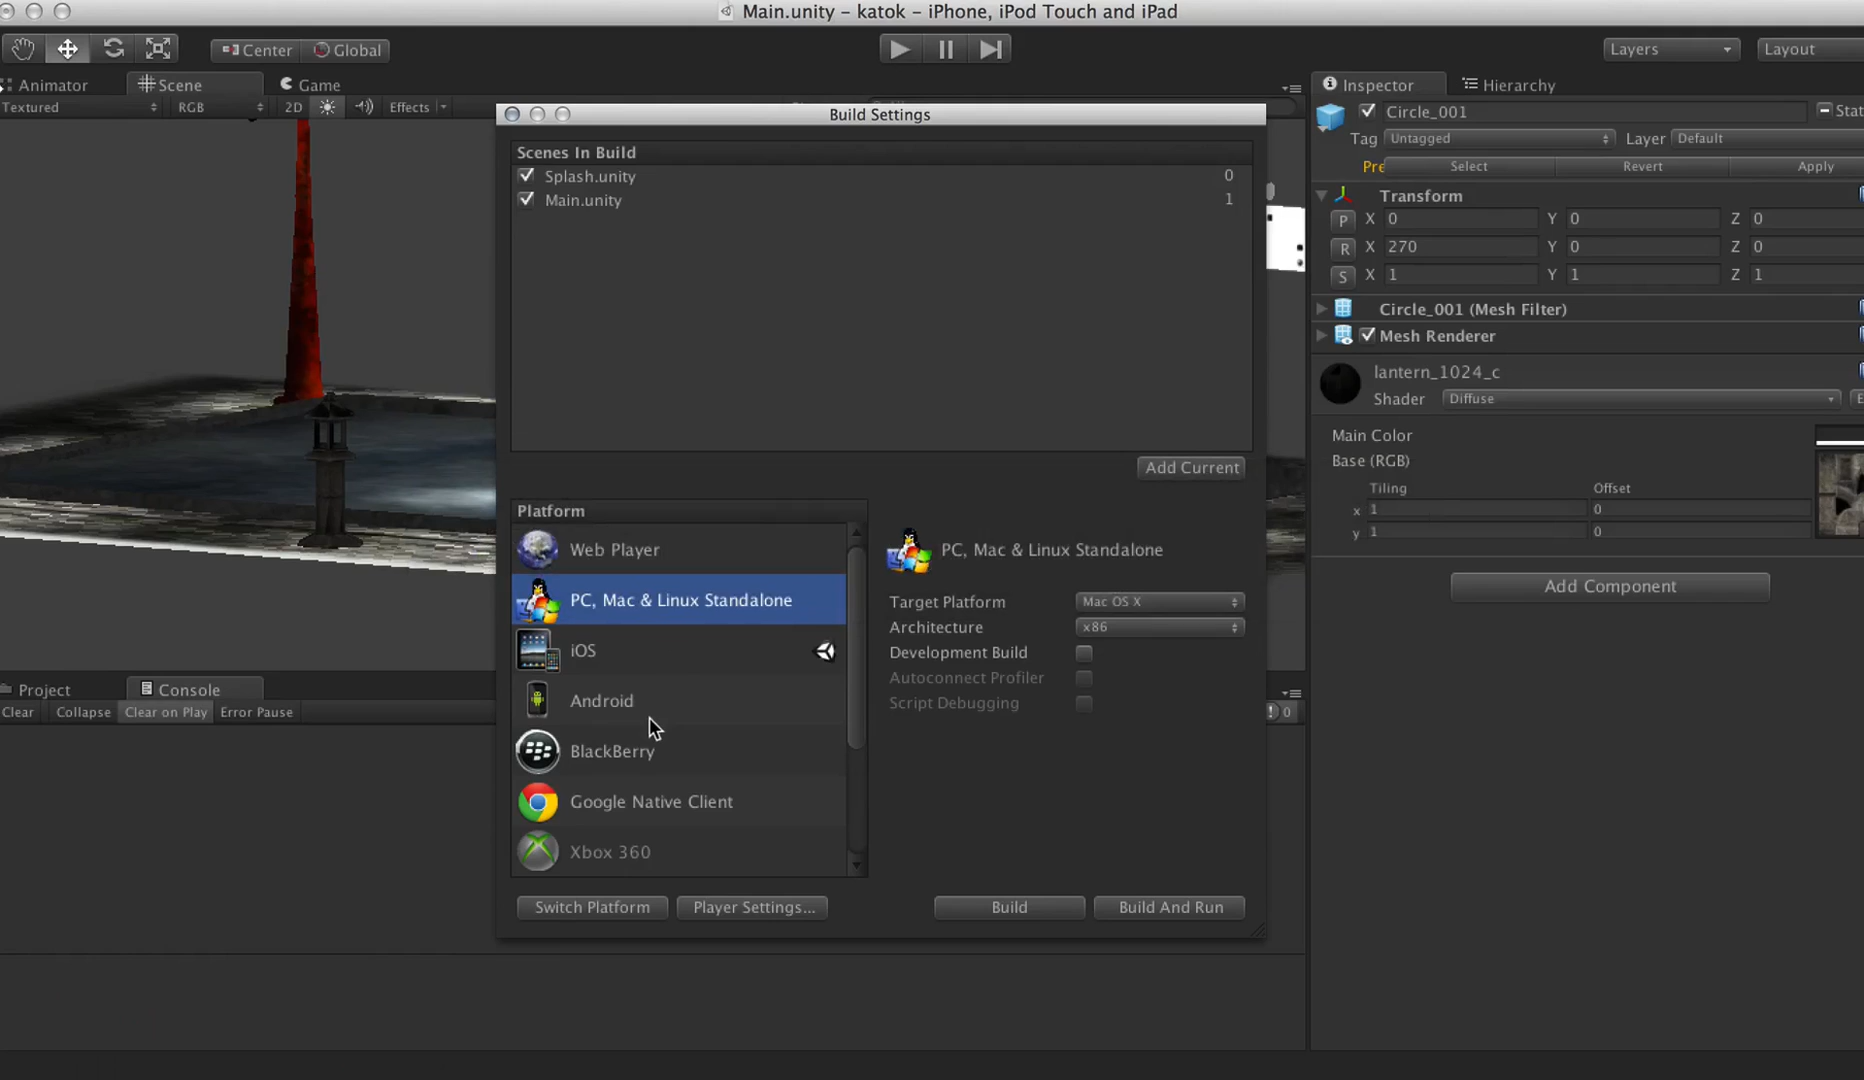 Main.unity – katok – iPhone, iPod Touch and iPad
Center
Global
Layers
Layout
Animator
Scene
Game
Inspector
Hierarchy
Textured
RGB
2D
Effects
Build Settings
Circle_001
Tag
Untagged
Layer
Default
Select
Revert
Apply
Transform
P X 0 Y 0 Z 0
R X 270 Y 0 Z 0
S X 1 Y 1 Z 1
Circle_001 (Mesh Filter)
Mesh Renderer
lantern_1024_c
Shader
Diffuse
Main Color
Base (RGB)
Tiling
Offset
x 1 0
y 1 0
Add Component
Scenes In Build
Splash.unity 0
Main.unity 1
Add Current
Platform
Web Player
PC, Mac & Linux Standalone
iOS
Android
BlackBerry
Google Native Client
Xbox 360
PC, Mac & Linux Standalone
Target Platform
Mac OS X
Architecture
x86
Development Build
Autoconnect Profiler
Script Debugging
Switch Platform
Player Settings...
Build
Build And Run
Project
Console
Clear
Collapse
Clear on Play
Error Pause
0